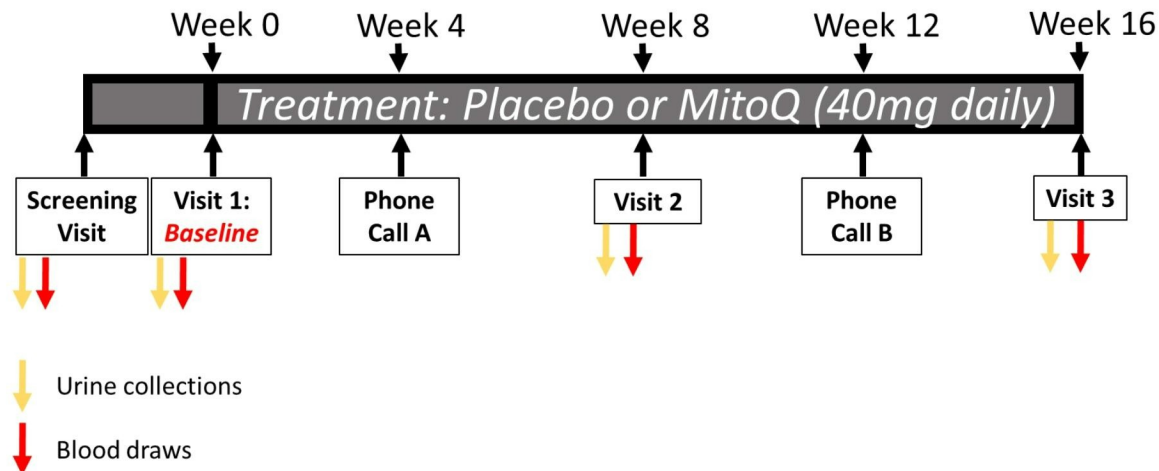 Week 0
Week 4
Week 8
Week 12
Week 16
Treatment: Placebo or MitoQ (40mg daily)
Screening
Visit
Visit 1:
Baseline
Phone
Call A
Visit 2
Phone
Call B
Visit 3
Urine collections
Blood draws